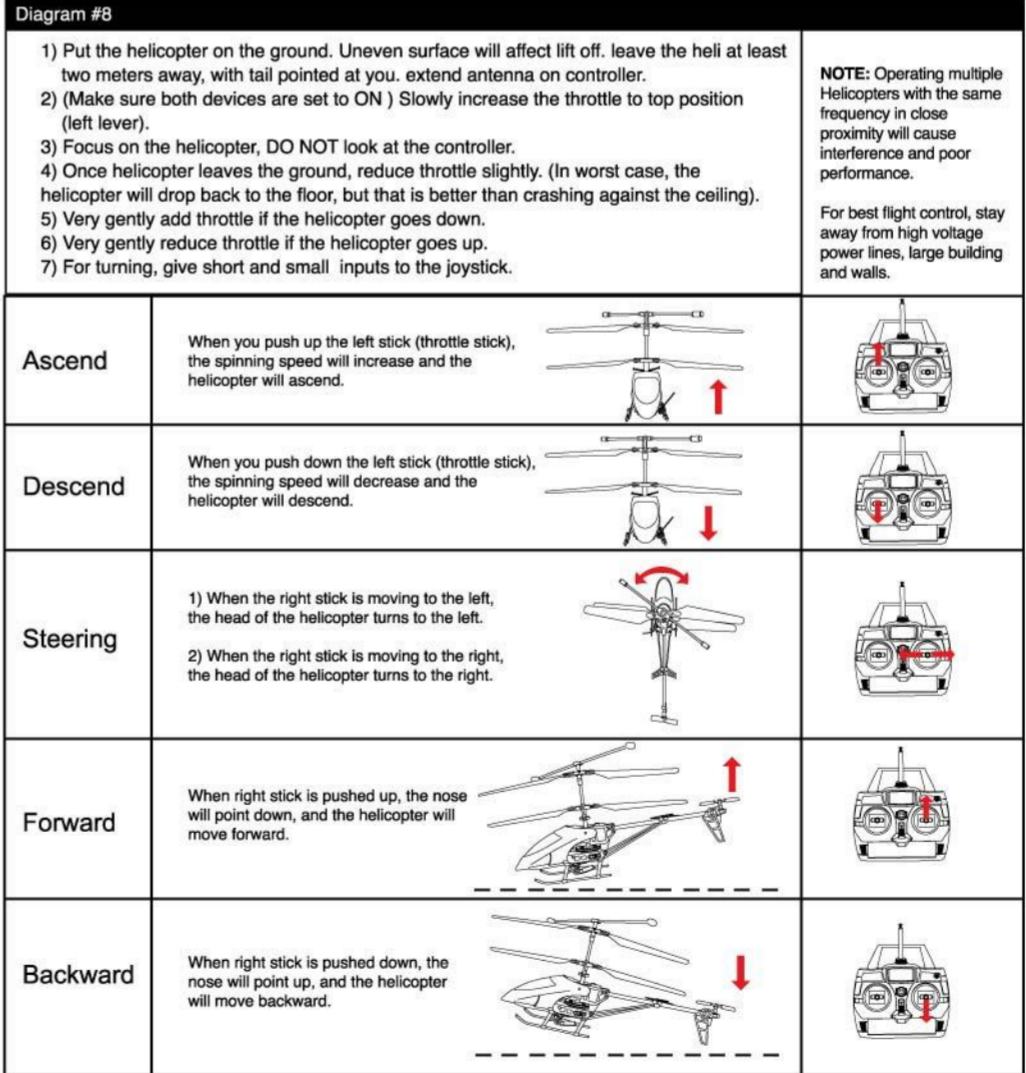 Diagram #8
1) Put the helicopter on the ground. Uneven surface will affect lift off. leave the heli at least
two meters away, with tail pointed at you. extend antenna on controller.
2) (Make sure both devices are set to ON ) Slowly increase the throttle to top position
(left lever).
3) Focus on the helicopter, DO NOT look at the controller.
4) Once helicopter leaves the ground, reduce throttle slightly. (In worst case, the
helicopter will drop back to the floor, but that is better than crashing against the ceiling).
5) Very gently add throttle if the helicopter goes down.
6) Very gently reduce throttle if the helicopter goes up.
7) For turning, give short and small inputs to the joystick.
NOTE: Operating multiple
Helicopters with the same
frequency in close
proximity will cause
interference and poor
performance.
For best flight control, stay
away from high voltage
power lines, large building
and walls.
Ascend
When you push up the left stick (throttle stick),
the spinning speed will increase and the
helicopter will ascend.
Descend
When you push down the left stick (throttle stick),
the spinning speed will decrease and the
helicopter will descend.
Steering
1) When the right stick is moving to the left,
the head of the helicopter turns to the left.
2) When the right stick is moving to the right,
the head of the helicopter turns to the right.
Forward
When right stick is pushed up, the nose
will point down, and the helicopter will
move forward.
Backward
When right stick is pushed down, the
nose will point up, and the helicopter
will move backward.